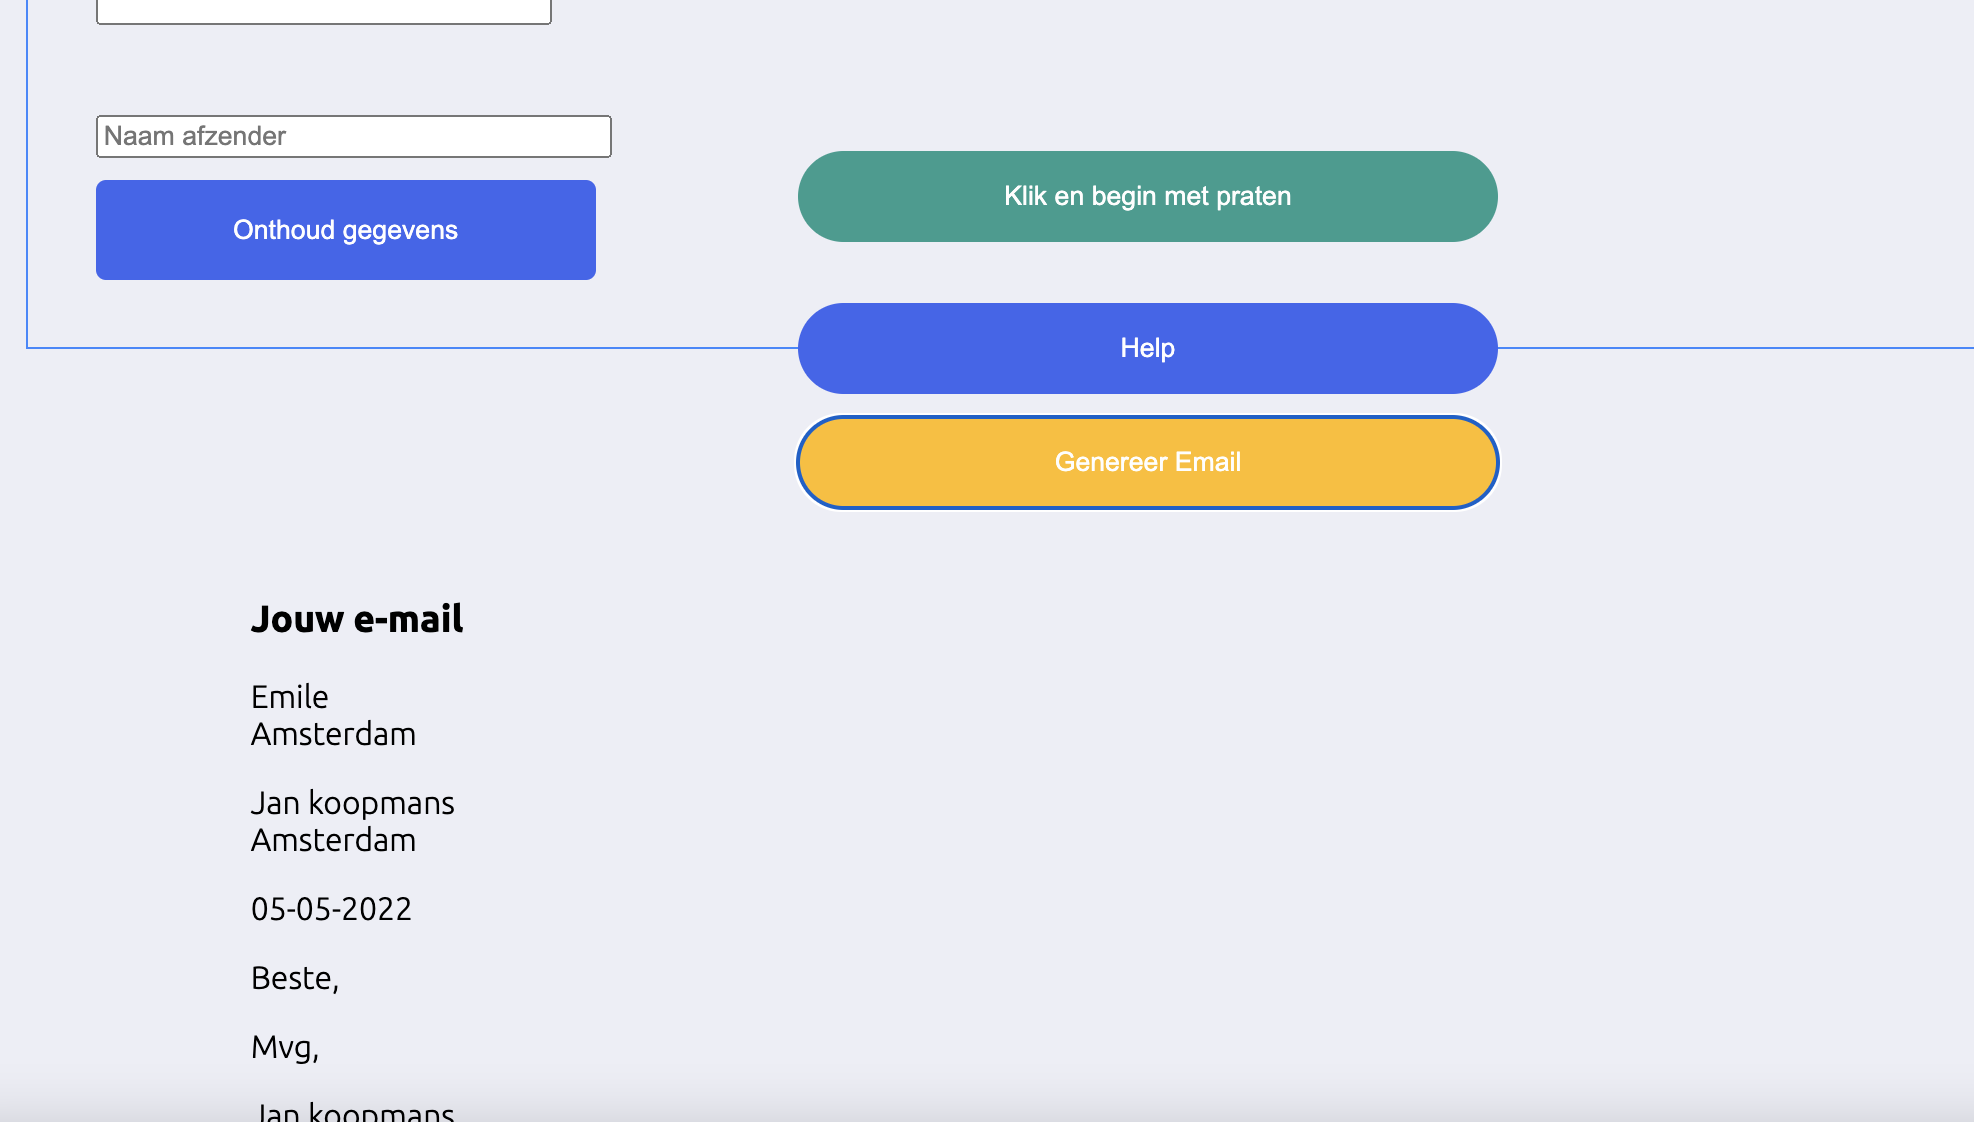 Naam afzender
Onthoud gegevens
Klik en begin met praten
Help
Genereer Email
Jouw e-mail
Emile
Amsterdam
Jan koopmans
Amsterdam
05-05-2022
Beste,
Mvg,
Jan koopmans